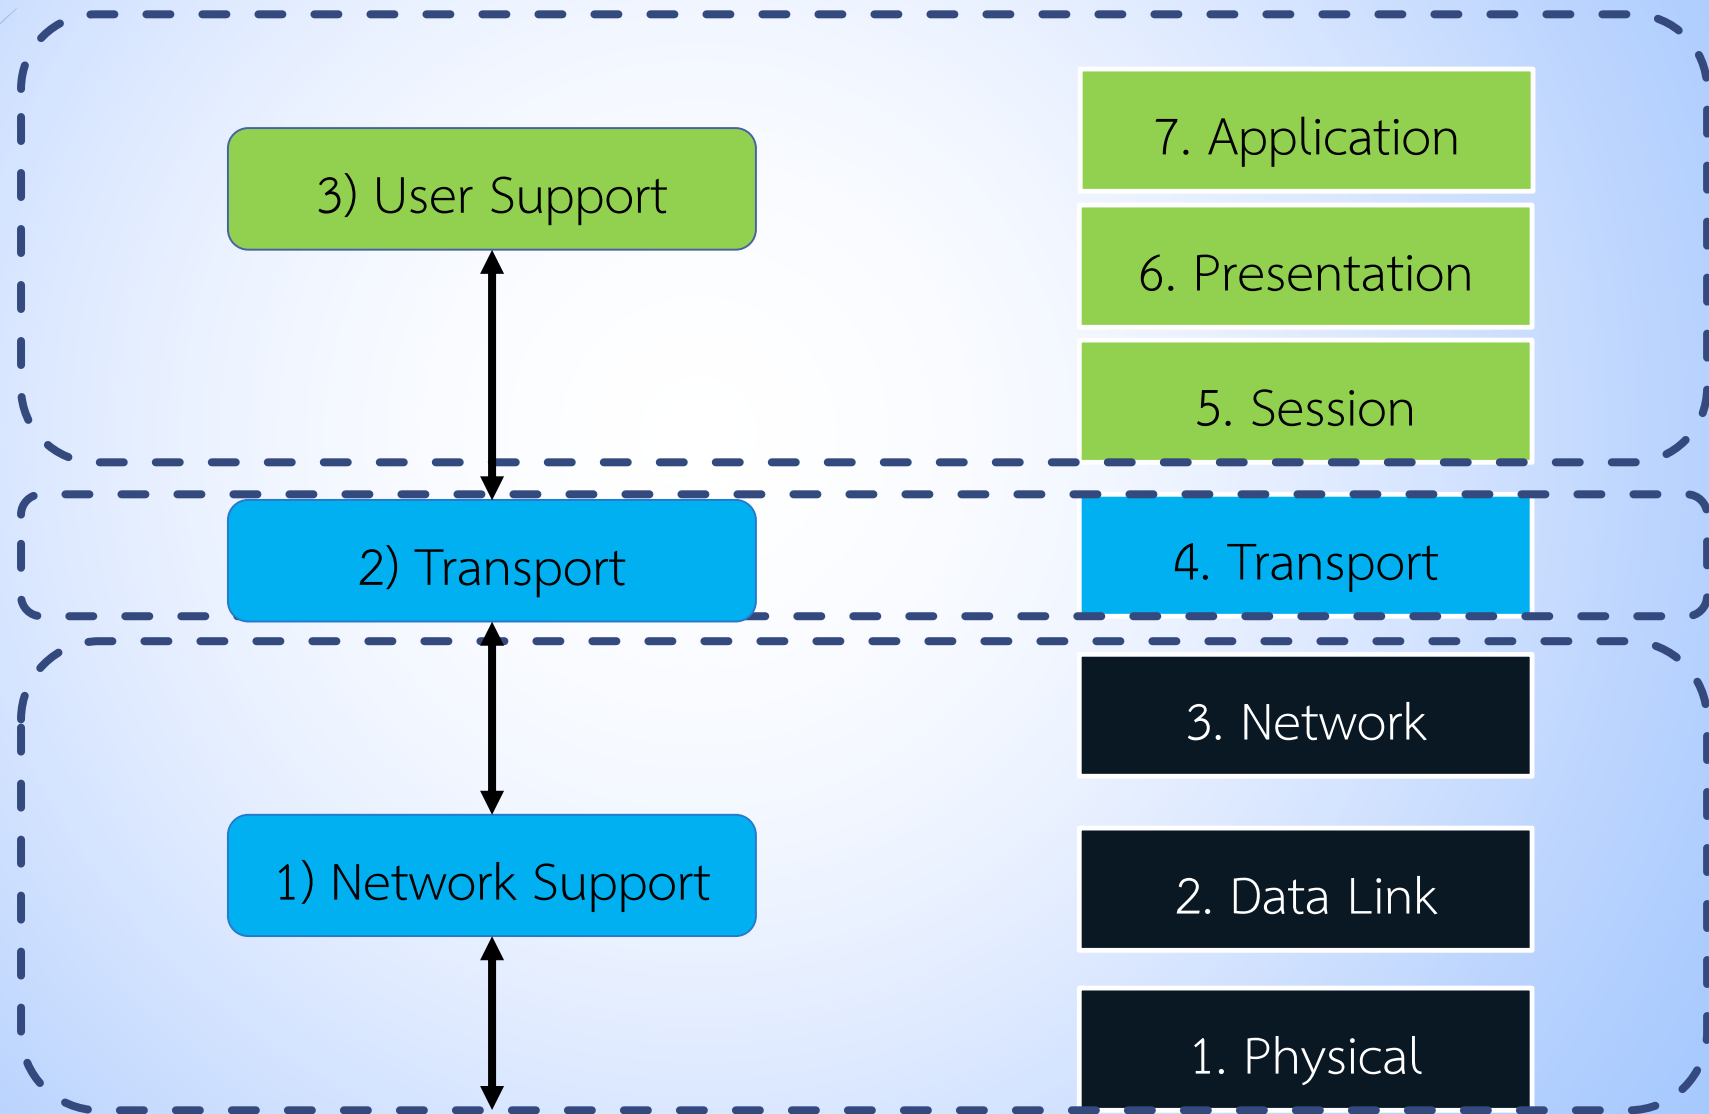 7. Application
3) User Support
6. Presentation
5. Session
2) Transport
4. Transport
3. Network
1) Network Support
2. Data Link
1. Physical